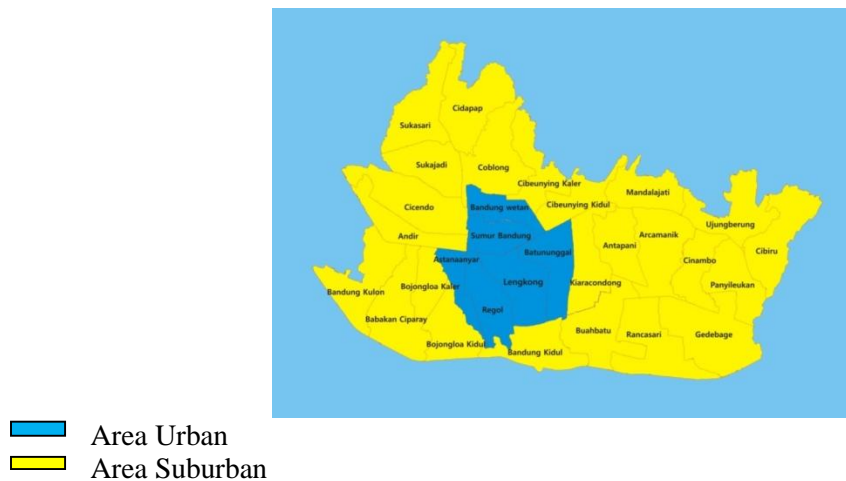 Cidapap
Sukasari
Sukajadi
Coblong
Cibeunying Kaler
Mandalajati
Cicendo
Bandung wetan
Cibeunying Kidul
Ujungberung
Andir
Sumur Bandung
Arcamanik
Antapani
Cibiru
Astanaanyar
Batununggal
Cinambo
Bandung Kulon
Bojongloa Kaler
Lengkong
Kiaracondong
Panyileukan
Babakan Ciparay
Regol
Buahbatu
Rancasari
Gedebage
Bojongloa Kidul
Bandung Kidul
Area Urban
Area Suburban